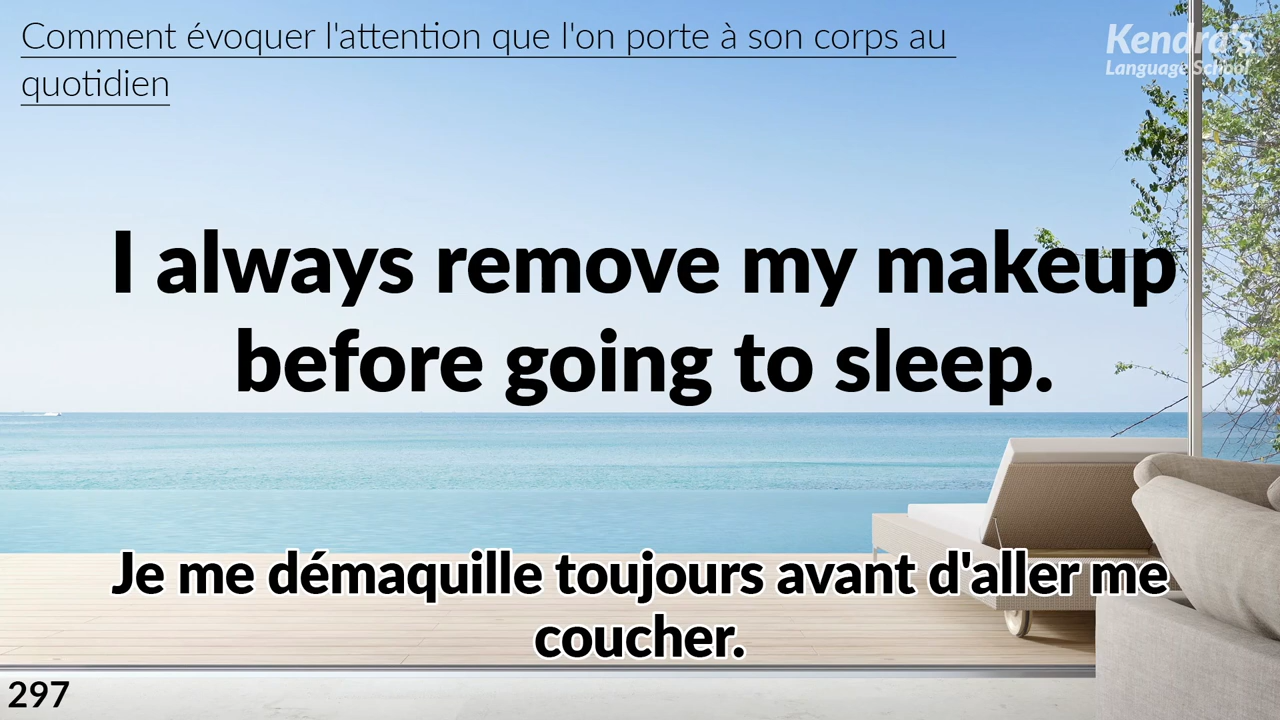 Comment évoquer l'attention que l'on porte à son corps au
quotidien
Kendra's
Language School
I always remove my makeup
before going to sleep.
Je me démaquille toujours avant d'aller me
coucher.
297